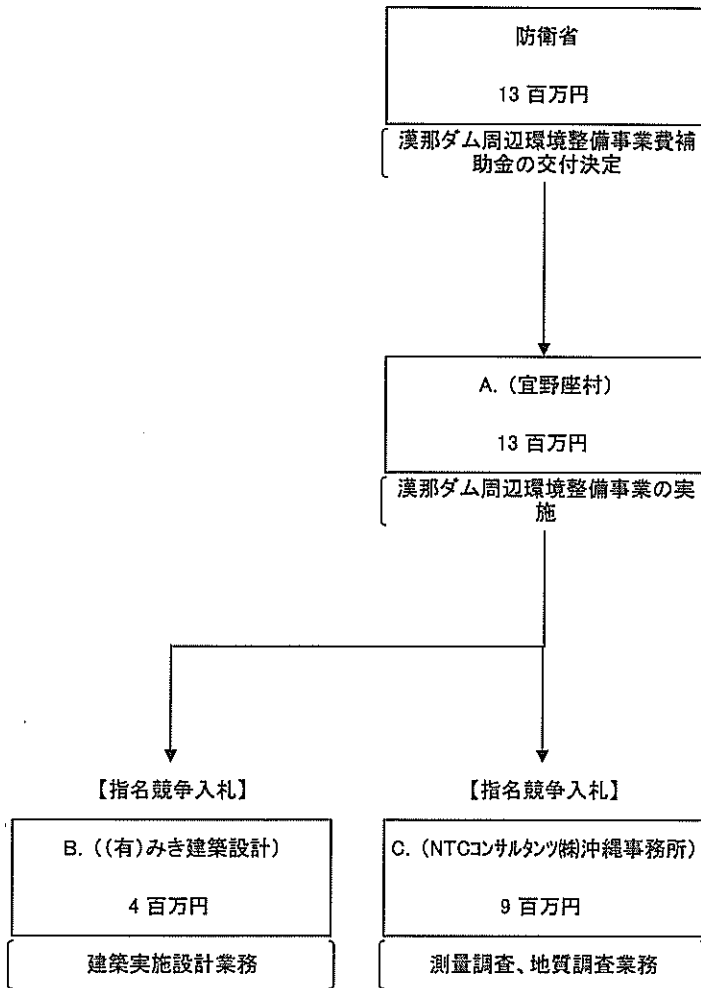 防衛省
13 百万円
漢那ダム周辺環境整備事業費補
助金の交付決定
A.（宜野座村）
13 百万円
漢那ダム周辺環境整備事業の実
施
【指名競争入札】
B.（(有)みき建築設計）
4 百万円
建築実施設計業務
【指名競争入札】
C.（NTCｺﾝｻﾙﾀﾝﾂ㈱沖縄事務所）
9 百万円
測量調査、地質調査業務